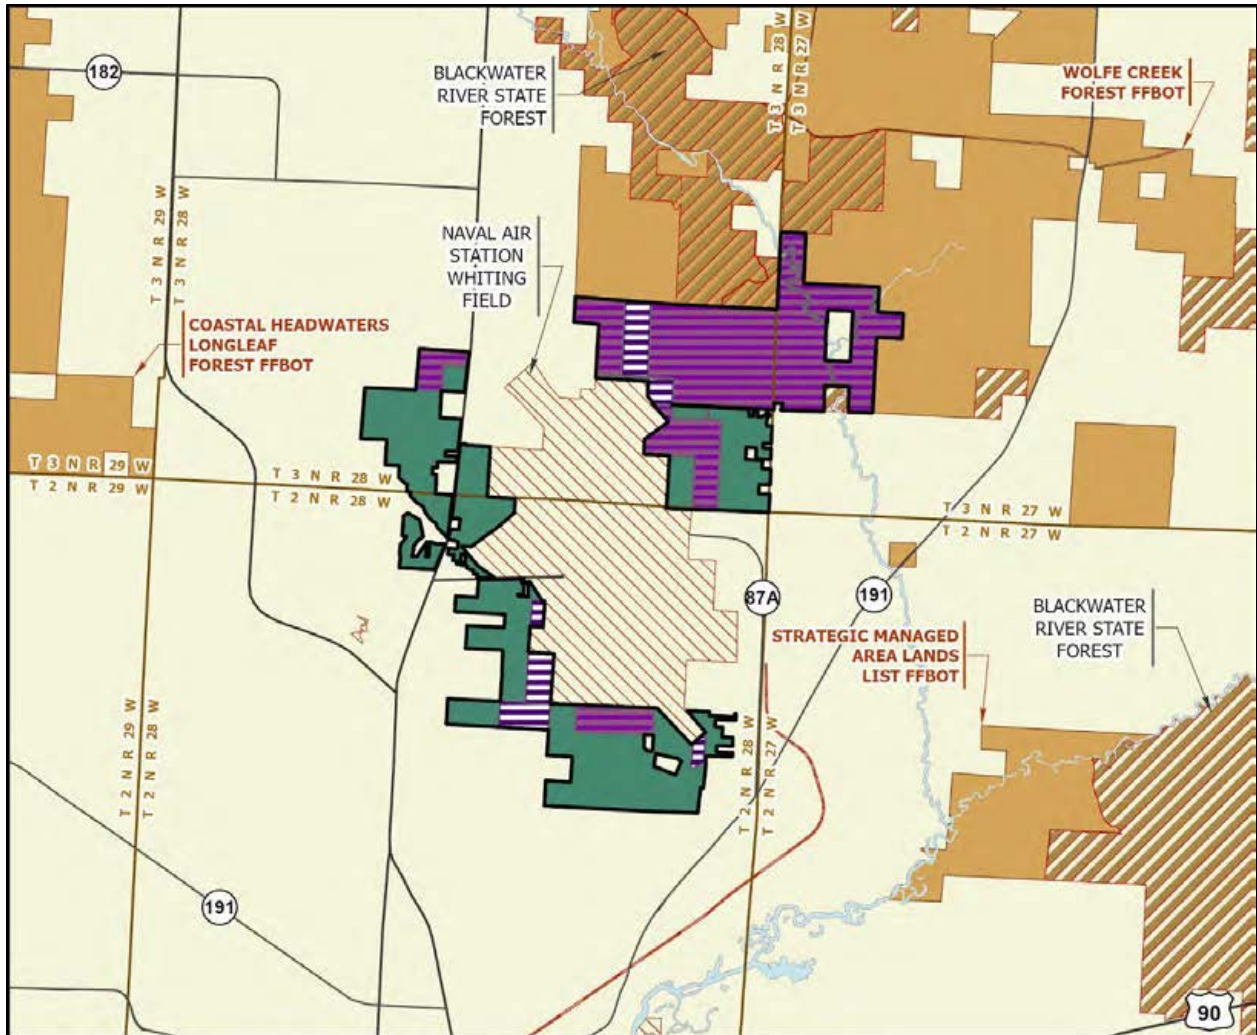 182
BLACKWATER
RIVER STATE
FOREST
T 3 N R 28 W
T 3 N R 27 W
WOLFE CREEK
FOREST FFBOT
T 3 N R 29 W
T 3 N R 28 W
NAVAL AIR
STATION
WHITING
FIELD
COASTAL HEADWATERS
LONGLEAF
FOREST FFBOT
T 3 N R 29 W
T 2 N R 29 W
T 3 N R 28 W
T 2 N R 28 W
T 3 N R 27 W
T 2 N R 27 W
87A
191
BLACKWATER
RIVER STATE
FOREST
STRATEGIC MANAGED
AREA LANDS
LIST FFBOT
T 2 N R 29 W
T 2 N R 28 W
T 2 N R 28 W
T 2 N R 27 W
191
90